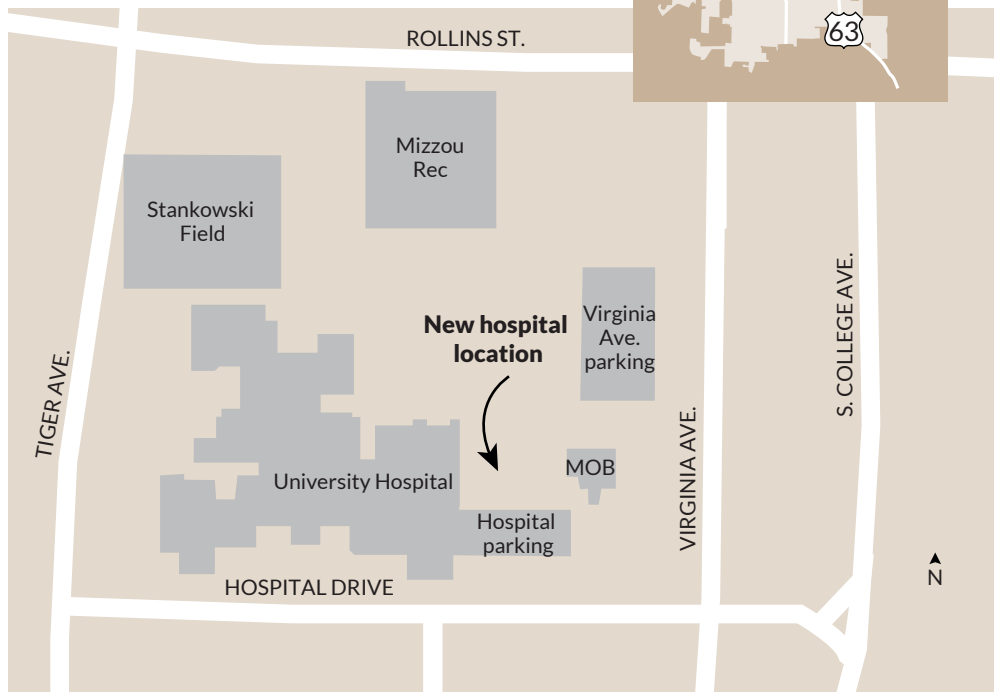 ROLLINS ST.
63
Mizzou
Rec
Stankowski
Field
New hospital
location
Virginia
Ave.
parking
S. COLLEGE AVE.
TIGER AVE.
VIRGINIA AVE.
MOB
University Hospital
Hospital
parking
HOSPITAL DRIVE
N